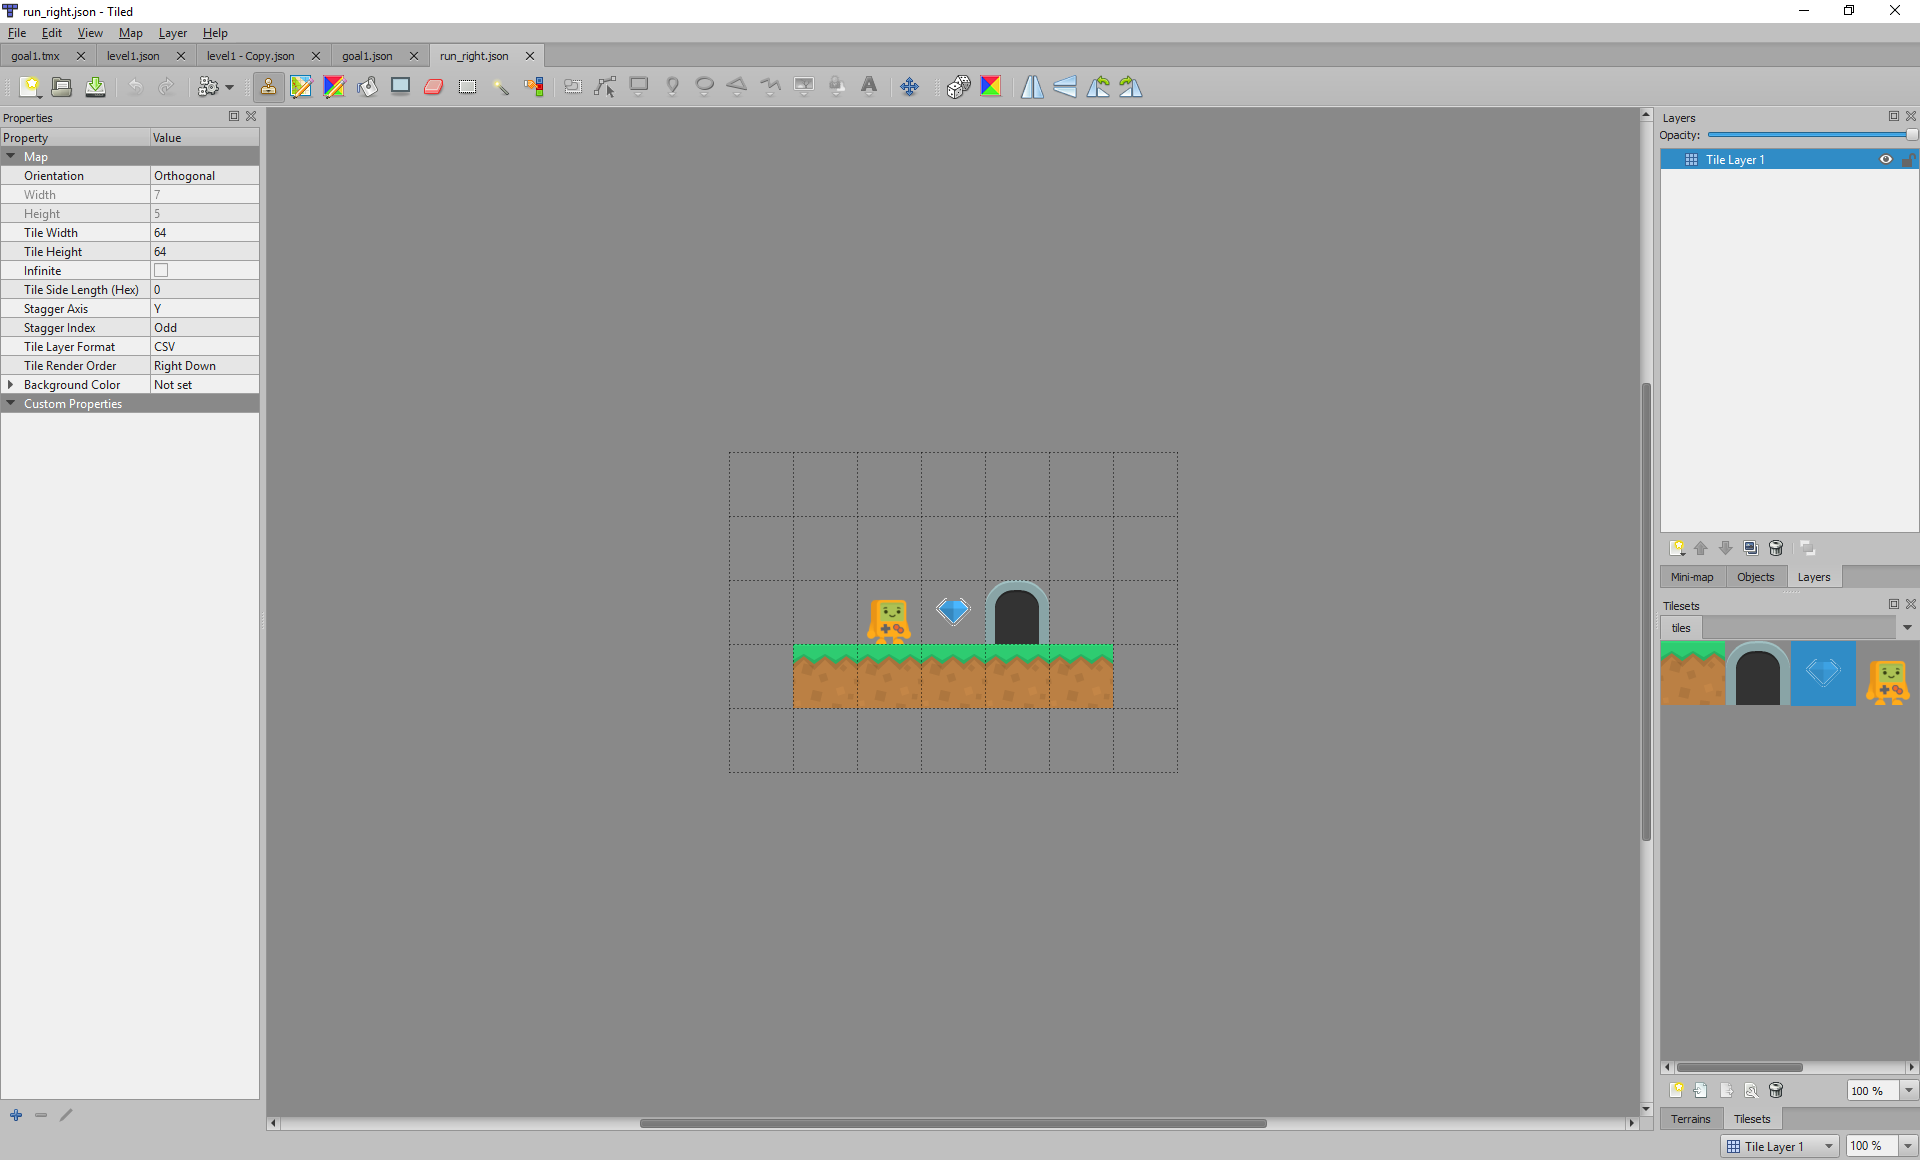 run_right.json - Tiled
File Edit View Map Layer Help
goal1.tmx level1.json level1 - Copy.json goal1.json run_right.json
Properties
Property Value
Map
Orientation Orthogonal
Width 7
Height 5
Tile Width 64
Tile Height 64
Infinite
Tile Side Length (Hex) 0
Stagger Axis Y
Stagger Index Odd
Tile Layer Format CSV
Tile Render Order Right Down
Background Color Not set
Custom Properties
Layers
Opacity:
Tile Layer 1
Mini-map Objects Layers
Tilesets
tiles
100 %
Terrains Tilesets
Tile Layer 1 100 %